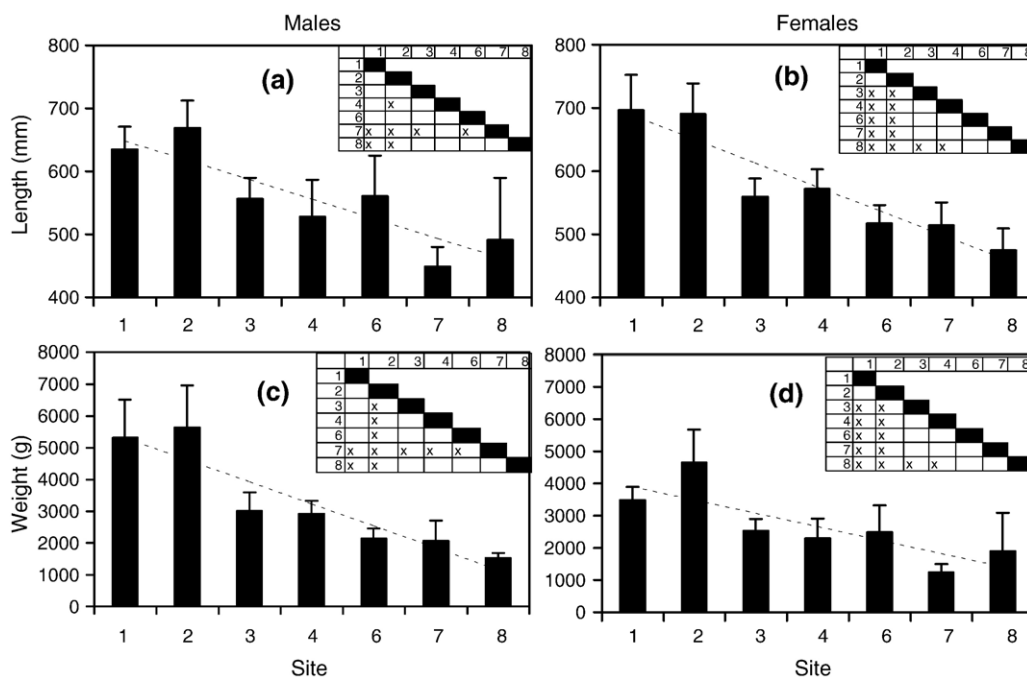 Males
Females
Length (mm)
800
700
600
500
400
(a)
1 2 3 4 6 7 8
1
2
3
4 x
6
7 x x x x
8 x x
1 2 3 4 6 7 8
800
700
600
500
400
(b)
1 2 3 4 6 7 8
1
2
3 x x
4 x x
6 x x
7 x x
8 x x x x
1 2 3 4 6 7 8
Weight (g)
8000
7000
6000
5000
4000
3000
2000
1000
0
(c)
1 2 3 4 6 7 8
1
2
3 x
4 x
6 x
7 x x x x x
8 x x
1 2 3 4 6 7 8
Site
8000
7000
6000
5000
4000
3000
2000
1000
0
(d)
1 2 3 4 6 7 8
1
2
3 x x
4 x x
6 x x
7 x x
8 x x x x
1 2 3 4 6 7 8
Site